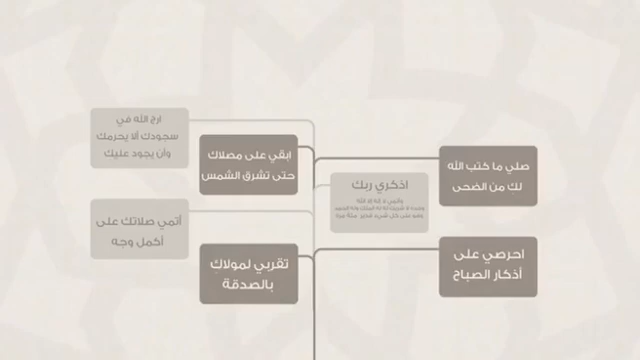 ارج الله في
سجودك ألا يحرمك
وأن يجود عليك
ابقي على مصلاك
حتى تشرق الشمس
صلي ما كتب الله
لك من الضحى
اذكري ربك
أتمي صلاتك على
أكمل وجه
احرصي على
أذكار الصباح
تقربي لمولاكِ
بالصدقة